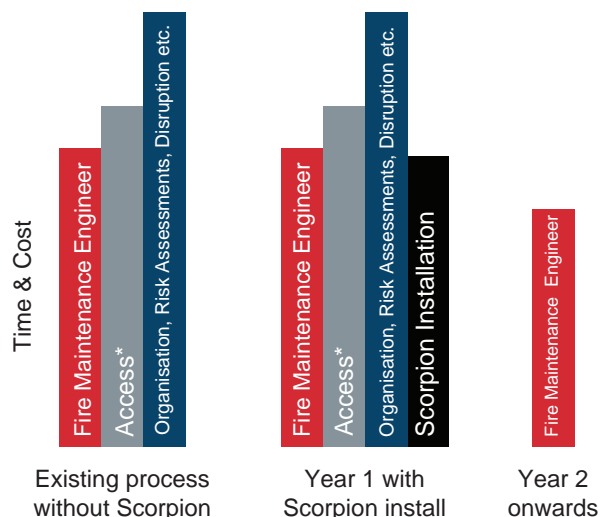 Time & Cost
Fire Maintenance Engineer
Access*
Organisation, Risk Assessments, Disruption etc.
Fire Maintenance Engineer
Access*
Organisation, Risk Assessments, Disruption etc.
Scorpion Installation
Fire Maintenance Engineer
Existing process
without Scorpion
Year 1 with
Scorpion install
Year 2
onwards